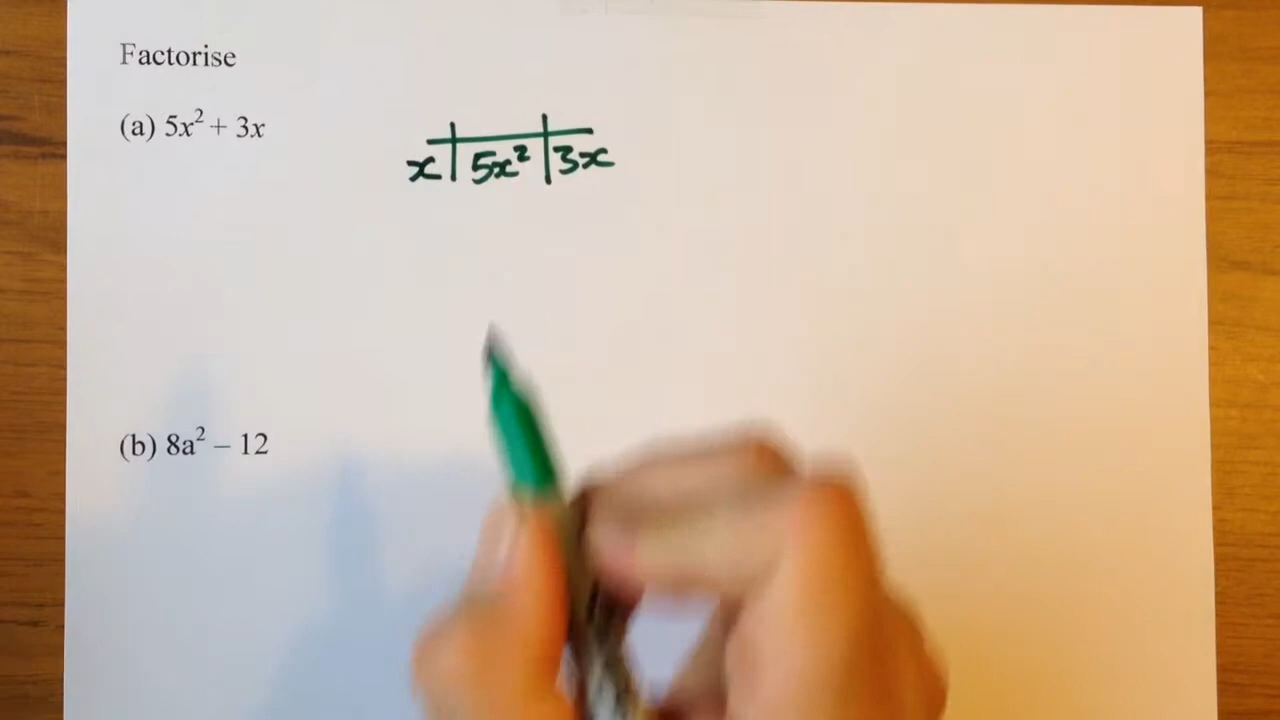 Factorise
(a) 5x² + 3x
x 5x² 3x
(b) 8a² – 12